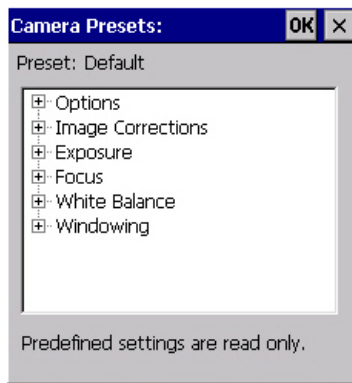 Camera Presets: OK ×
Preset: Default
Options
Image Corrections
Exposure
Focus
White Balance
Windowing
Predefined settings are read only.